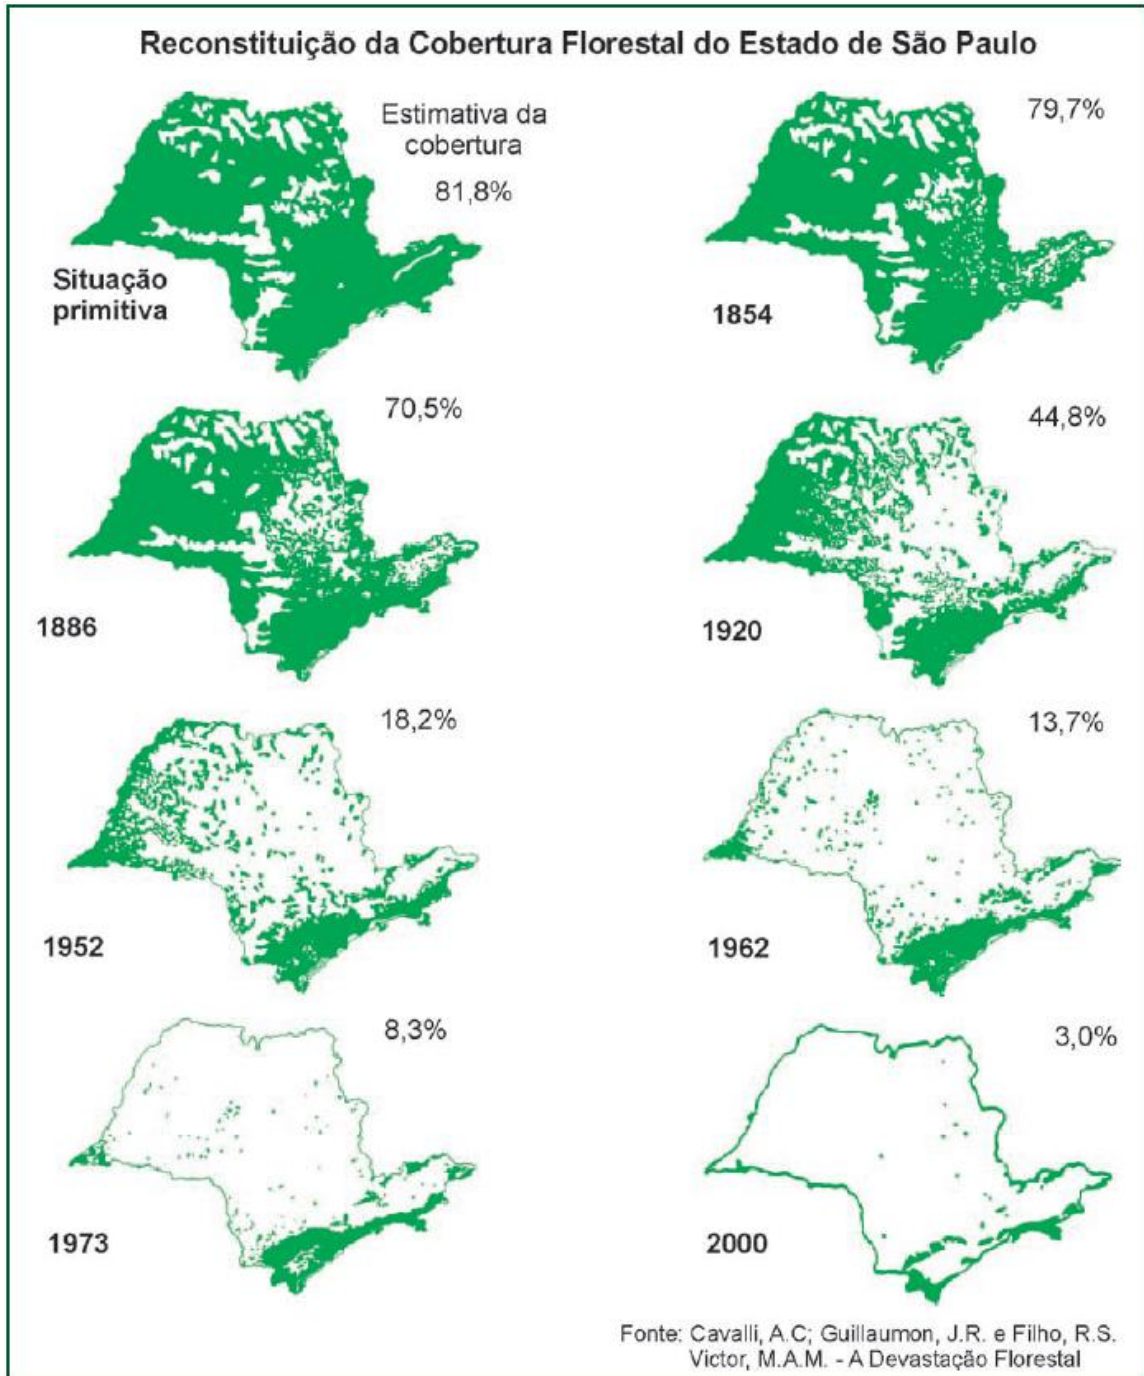 Reconstituição da Cobertura Florestal do Estado de São Paulo
Estimativa da
cobertura
81,8%
Situação
primitiva
79,7%
1854
70,5%
1886
44,8%
1920
18,2%
1952
13,7%
1962
8,3%
1973
3,0%
2000
Fonte: Cavalli, A.C; Guillaumon, J.R. e Filho, R.S.
Victor, M.A.M. - A Devastação Florestal